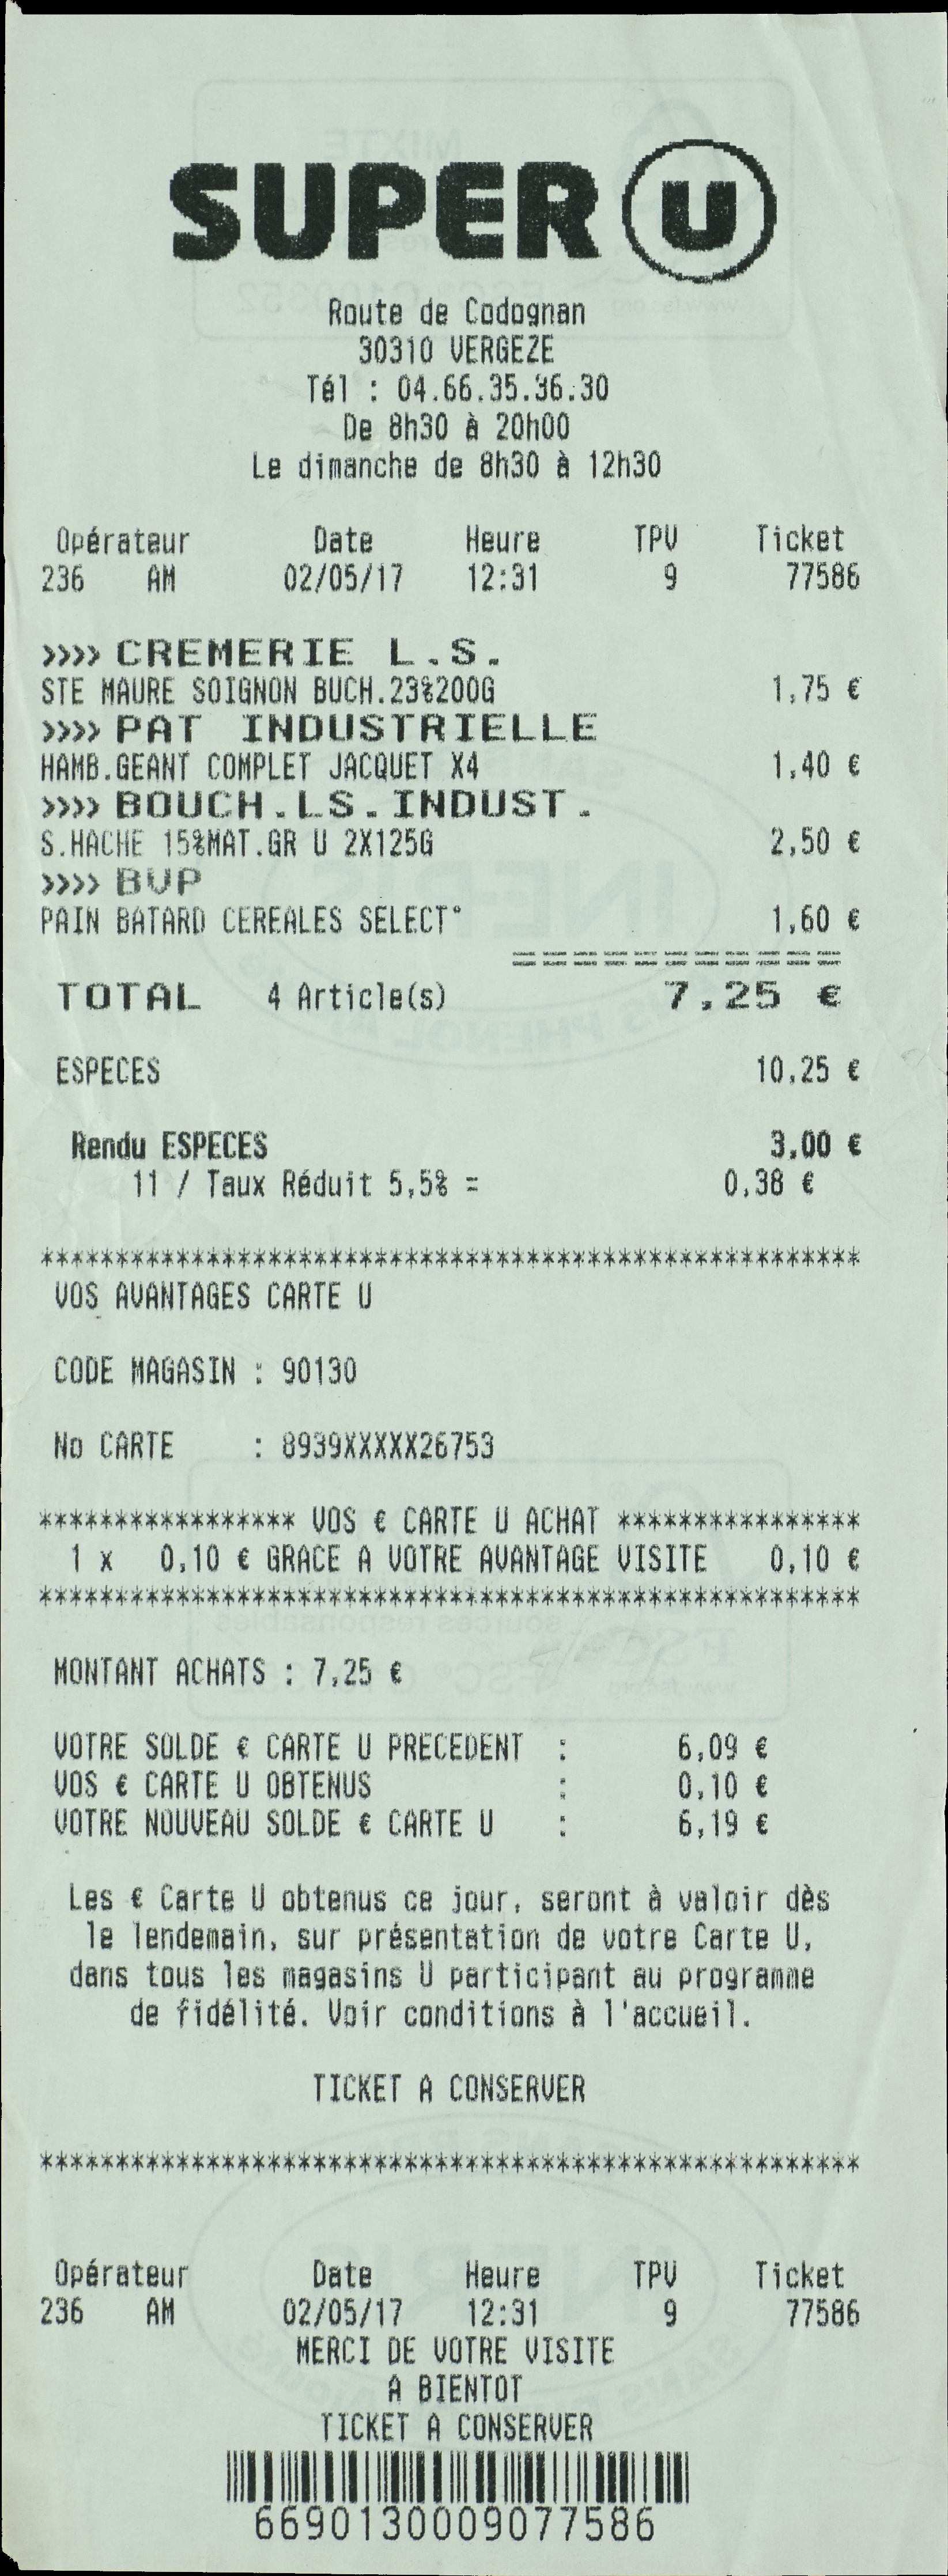 SUPER U
Route de Codognan
30310 VERGEZE
Tél : 04.66.35.36.30
De 8h30 à 20h00
Le dimanche de 8h30 à 12h30
Opérateur Date Heure TPV Ticket
236 AM 02/05/17 12:31 9 77586
»»» CREMERIE L.S.
STE MAURE SOIGNON BUCH.23%200G 1,75 €
»»» PAT INDUSTRIELLE
HAMB.GEANT COMPLET JACQUET X4 1,40 €
»»» BOUCH.LS.INDUST.
S.HACHE 15%MAT.GR U 2X125G 2,50 €
»»» BVP
PAIN BATARD CEREALES SELECT° 1,60 €
===========
TOTAL 4 Article(s) 7,25 €
ESPECES 10,25 €
Rendu ESPECES 3,00 €
11 / Taux Réduit 5,5% = 0,38 €
******************************************************
VOS AVANTAGES CARTE U
CODE MAGASIN : 90130
No CARTE : 8939XXXXX26753
***************** VOS € CARTE U ACHAT ****************
1 x 0,10 € GRACE A VOTRE AVANTAGE VISITE 0,10 €
******************************************************
MONTANT ACHATS : 7,25 €
VOTRE SOLDE € CARTE U PRECEDENT : 6,09 €
VOS € CARTE U OBTENUS : 0,10 €
VOTRE NOUVEAU SOLDE € CARTE U : 6,19 €
Les € Carte U obtenus ce jour, seront à valoir dès
le lendemain, sur présentation de votre Carte U,
dans tous les magasins U participant au programme
de fidélité. Voir conditions à l'accueil.
TICKET A CONSERVER
******************************************************
Opérateur Date Heure TPV Ticket
236 AM 02/05/17 12:31 9 77586
MERCI DE VOTRE VISITE
A BIENTOT
TICKET A CONSERVER
6690130009077586